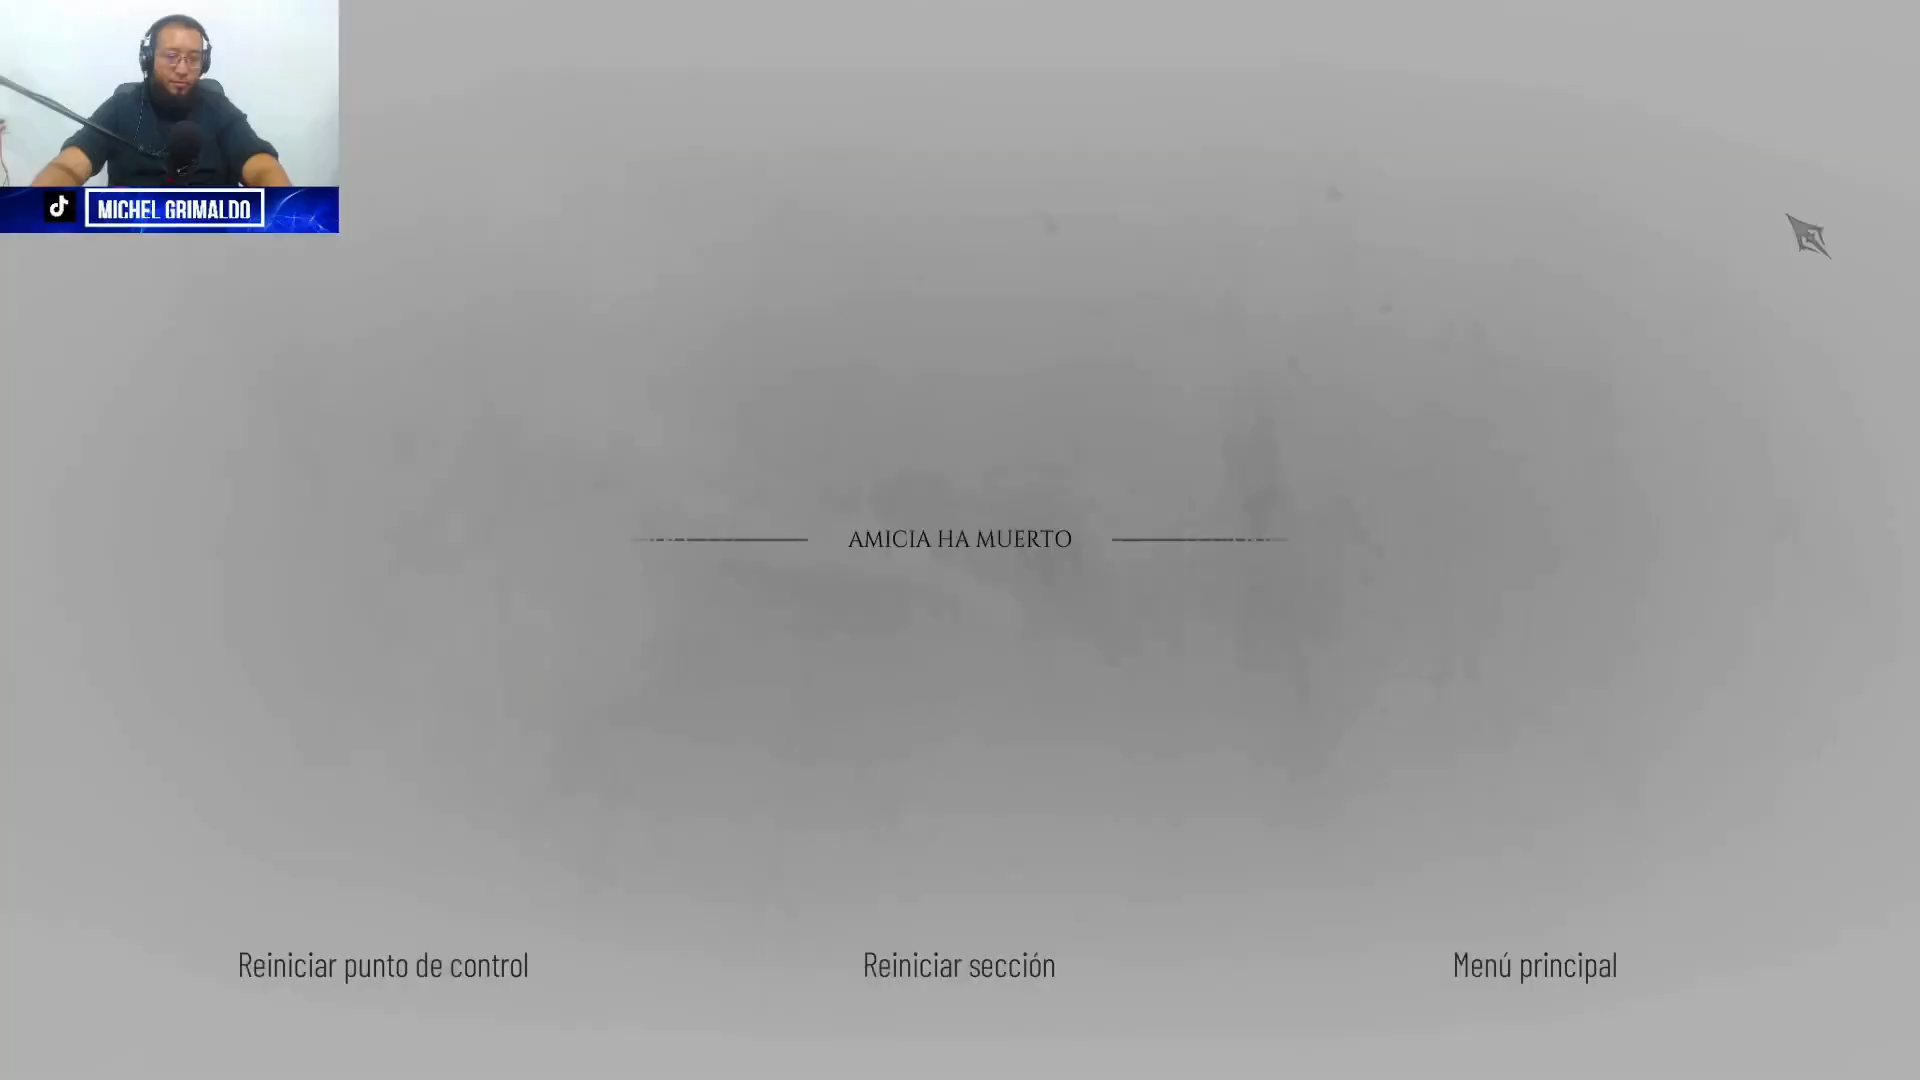 MICHEL GRIMALDO
AMICIA HA MUERTO
Reiniciar punto de control
Reiniciar sección
Menú principal